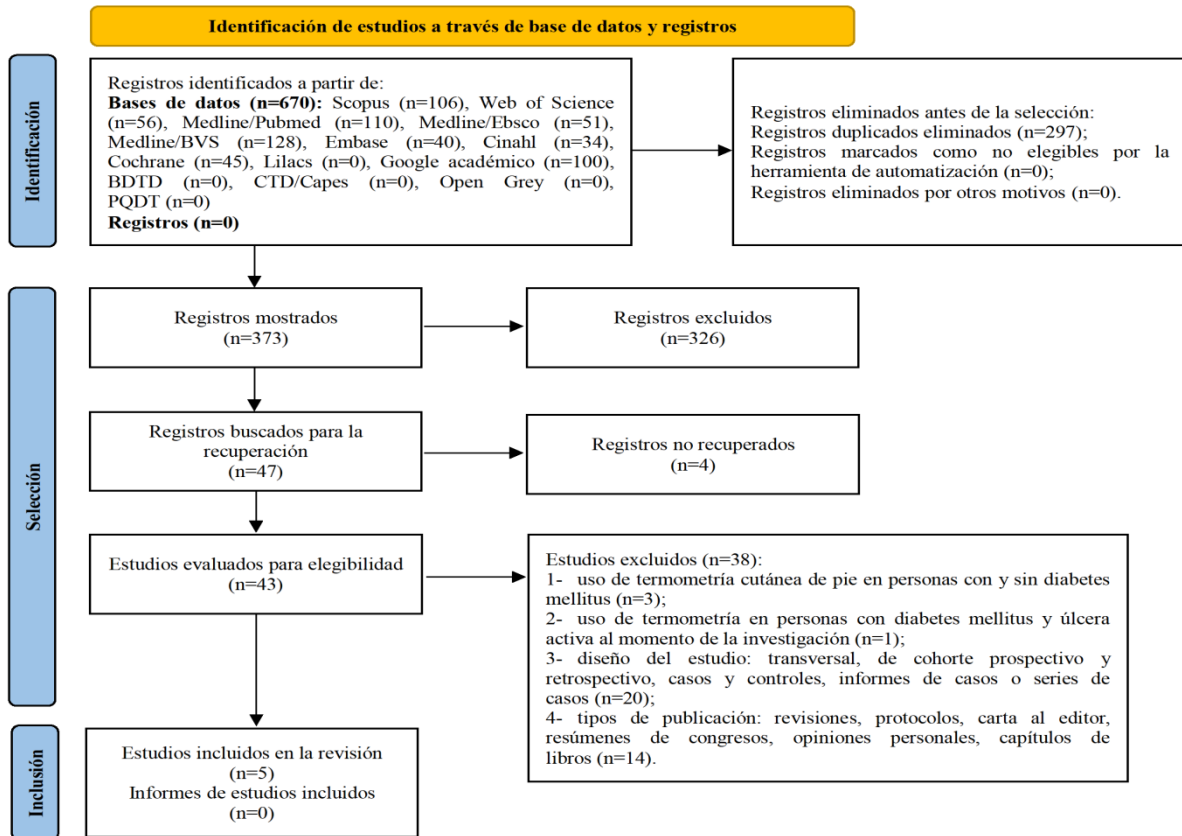 Identificación de estudios a través de base de datos y registros
Identificación
Registros identificados a partir de:
Bases de datos (n=670): Scopus (n=106), Web of Science
(n=56), Medline/Pubmed (n=110), Medline/Ebsco (n=51),
Medline/BVS (n=128), Embase (n=40), Cinahl (n=34),
Cochrane (n=45), Lilacs (n=0), Google académico (n=100),
BDTD (n=0), CTD/Capes (n=0), Open Grey (n=0),
PQDT (n=0)
Registros (n=0)
Registros eliminados antes de la selección:
Registros duplicados eliminados (n=297);
Registros marcados como no elegibles por la
herramienta de automatización (n=0);
Registros eliminados por otros motivos (n=0).
Selección
Registros mostrados
(n=373)
Registros excluidos
(n=326)
Registros buscados para la
recuperación
(n=47)
Registros no recuperados
(n=4)
Estudios evaluados para elegibilidad
(n=43)
Estudios excluidos (n=38):
1- uso de termometría cutánea de pie en personas con y sin diabetes
mellitus (n=3);
2- uso de termometría en personas con diabetes mellitus y úlcera
activa al momento de la investigación (n=1);
3- diseño del estudio: transversal, de cohorte prospectivo y
retrospectivo, casos y controles, informes de casos o series de
casos (n=20);
4- tipos de publicación: revisiones, protocolos, carta al editor,
resúmenes de congresos, opiniones personales, capítulos de
libros (n=14).
Inclusión
Estudios incluidos en la revisión
(n=5)
Informes de estudios incluidos
(n=0)